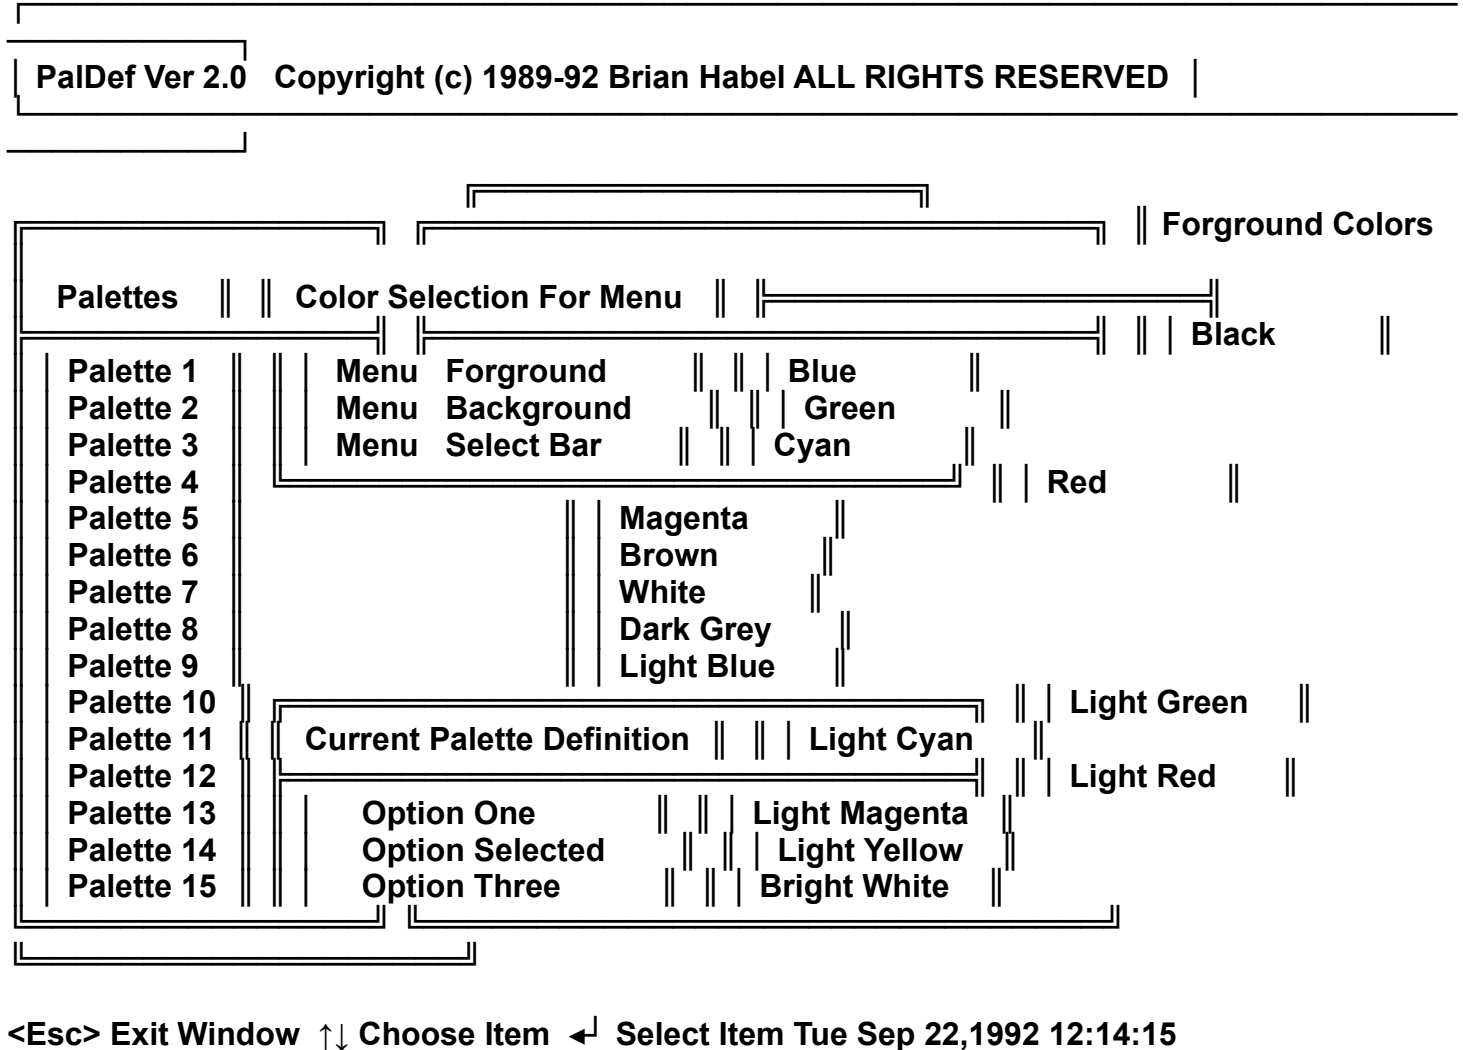 PalDef Ver 2.0 Copyright (c) 1989-92 Brian Habel ALL RIGHTS RESERVED
Forground Colors
Palettes Color Selection For Menu
Black
Palette 1 Menu Forground Blue
Palette 2 Menu Background Green
Palette 3 Menu Select Bar Cyan
Palette 4 Red
Palette 5 Magenta
Palette 6 Brown
Palette 7 White
Palette 8 Dark Grey
Palette 9 Light Blue
Palette 10 Light Green
Palette 11 Current Palette Definition Light Cyan
Palette 12 Light Red
Palette 13 Option One Light Magenta
Palette 14 Option Selected Light Yellow
Palette 15 Option Three Bright White
<Esc> Exit Window ↑↓ Choose Item ↵ Select Item Tue Sep 22,1992 12:14:15